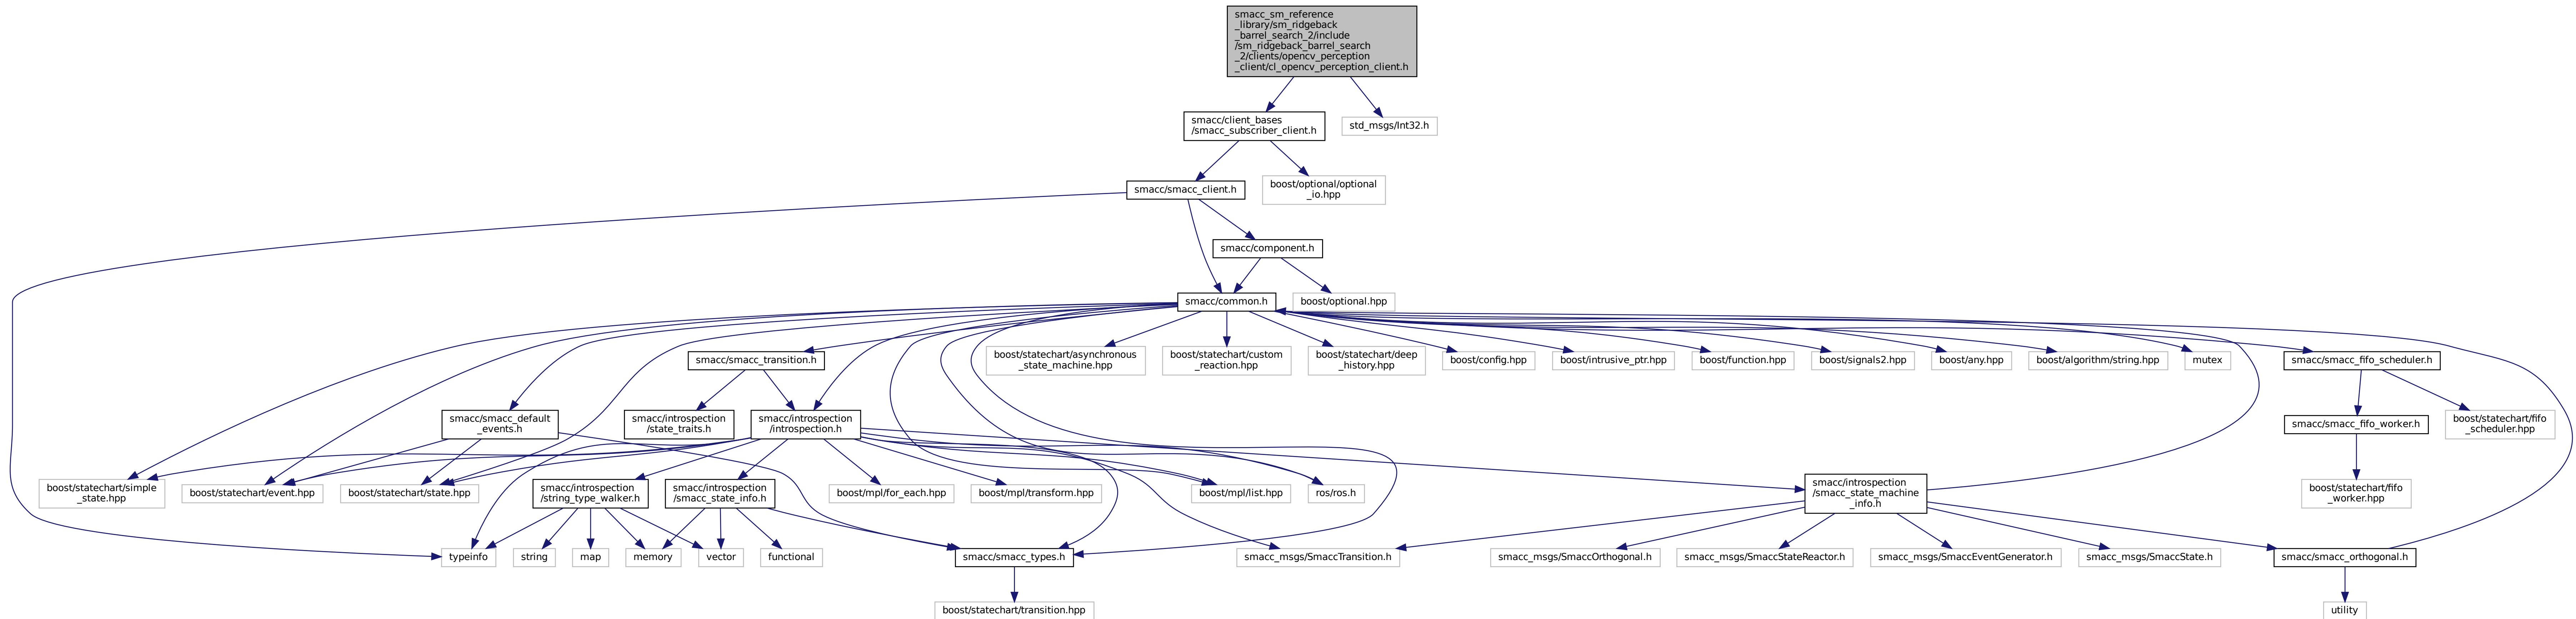 smacc_sm_reference
_library/sm_ridgeback
_barrel_search_2/include
/sm_ridgeback_barrel_search
_2/clients/opencv_perception
_client/cl_opencv_perception_client.h
smacc/client_bases
/smacc_subscriber_client.h
std_msgs/Int32.h
smacc/smacc_client.h
boost/optional/optional
_io.hpp
smacc/component.h
smacc/common.h
boost/optional.hpp
smacc/smacc_transition.h
boost/statechart/asynchronous
_state_machine.hpp
boost/statechart/custom
_reaction.hpp
boost/statechart/deep
_history.hpp
boost/config.hpp
boost/intrusive_ptr.hpp
boost/function.hpp
boost/signals2.hpp
boost/any.hpp
boost/algorithm/string.hpp
mutex
smacc/smacc_fifo_scheduler.h
smacc/smacc_default
_events.h
smacc/introspection
/state_traits.h
smacc/introspection
/introspection.h
smacc/smacc_fifo_worker.h
boost/statechart/fifo
_scheduler.hpp
boost/statechart/simple
_state.hpp
boost/statechart/event.hpp
boost/statechart/state.hpp
smacc/introspection
/string_type_walker.h
smacc/introspection
/smacc_state_info.h
boost/mpl/for_each.hpp
boost/mpl/transform.hpp
boost/mpl/list.hpp
ros/ros.h
smacc/introspection
/smacc_state_machine
_info.h
boost/statechart/fifo
_worker.hpp
typeinfo
string
map
memory
vector
functional
smacc/smacc_types.h
smacc_msgs/SmaccTransition.h
smacc_msgs/SmaccOrthogonal.h
smacc_msgs/SmaccStateReactor.h
smacc_msgs/SmaccEventGenerator.h
smacc_msgs/SmaccState.h
smacc/smacc_orthogonal.h
boost/statechart/transition.hpp
utility